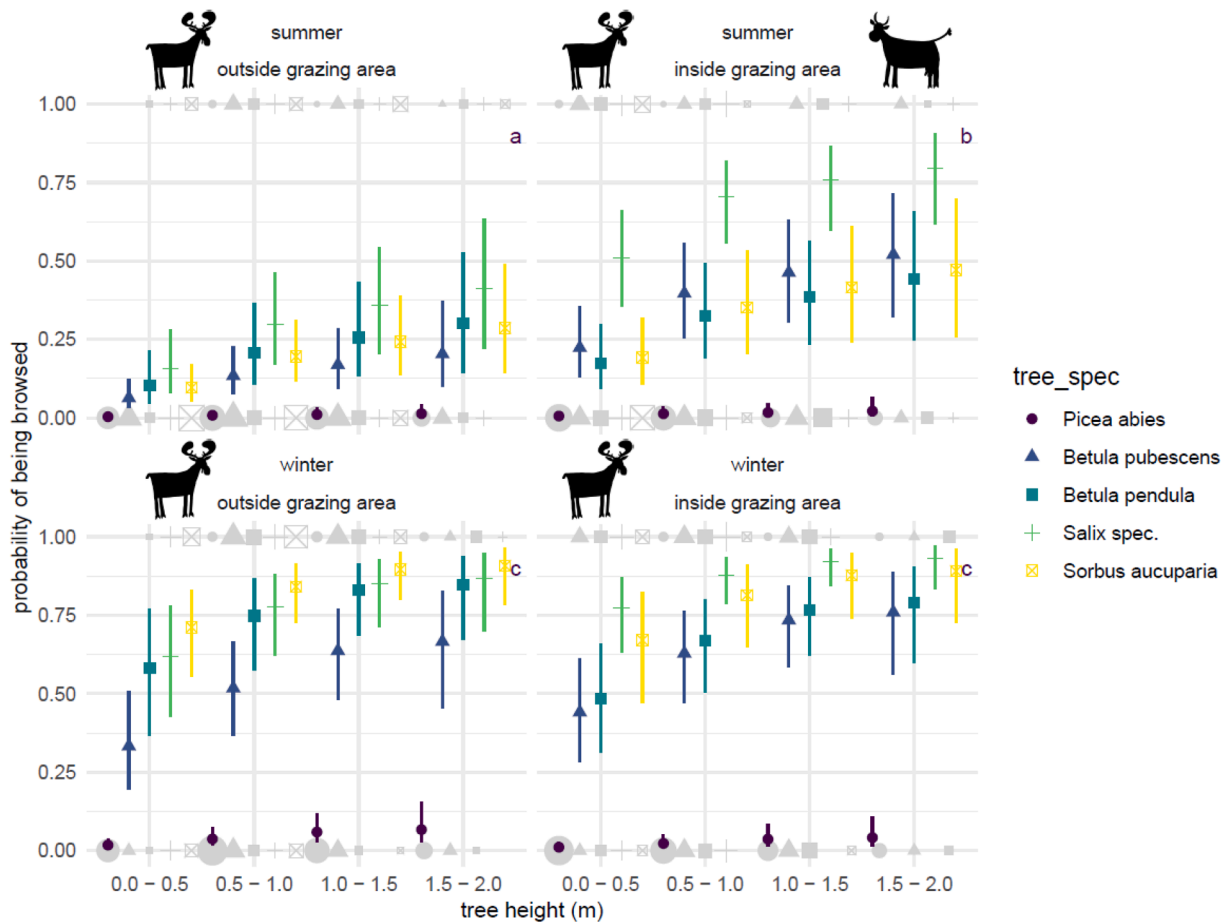 summer
outside grazing area
summer
inside grazing area
1.00
0.75
0.50
0.25
0.00
a
b
winter
outside grazing area
winter
inside grazing area
1.00
0.75
0.50
0.25
0.00
c
c
0.0 – 0.5
0.5 – 1.0
1.0 – 1.5
1.5 – 2.0
0.0 – 0.5
0.5 – 1.0
1.0 – 1.5
1.5 – 2.0
tree height (m)
probability of being browsed
tree_spec
Picea abies
Betula pubescens
Betula pendula
Salix spec.
Sorbus aucuparia